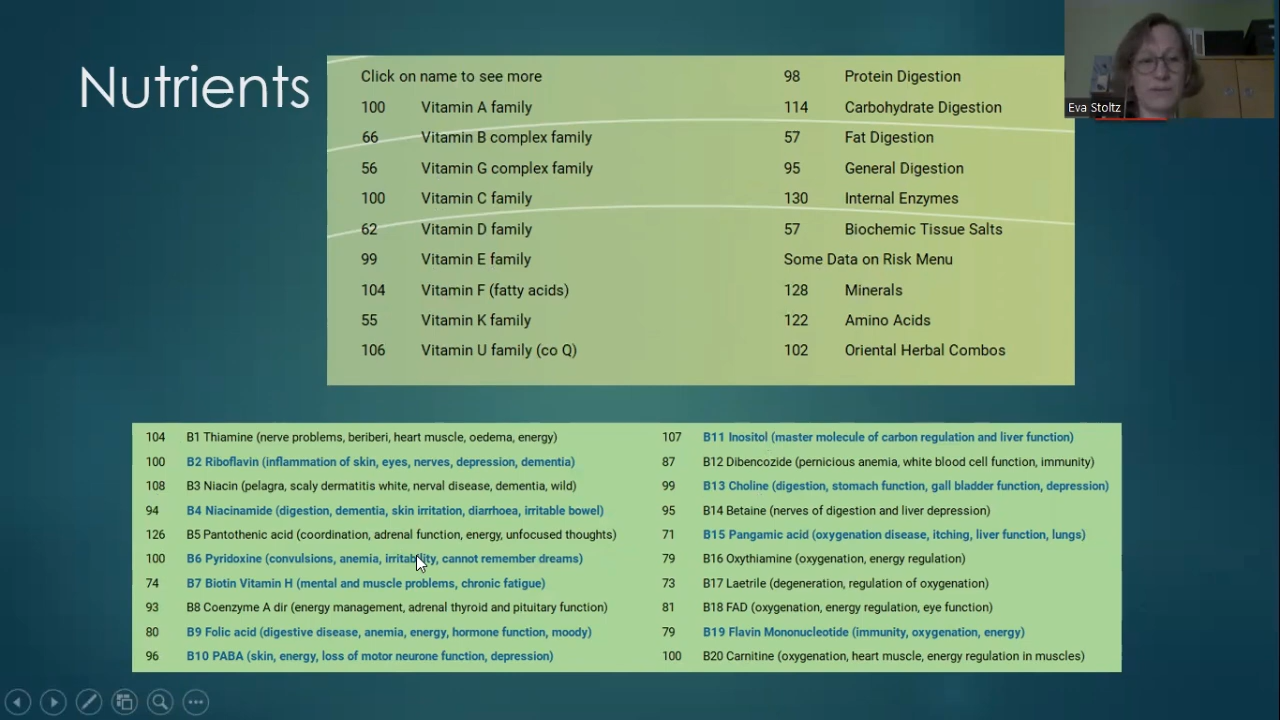 Nutrients
Click on name to see more
100 Vitamin A family
66 Vitamin B complex family
56 Vitamin G complex family
100 Vitamin C family
62 Vitamin D family
99 Vitamin E family
104 Vitamin F (fatty acids)
55 Vitamin K family
106 Vitamin U family (co Q)
98 Protein Digestion
114 Carbohydrate Digestion
57 Fat Digestion
95 General Digestion
130 Internal Enzymes
57 Biochemic Tissue Salts
Some Data on Risk Menu
128 Minerals
122 Amino Acids
102 Oriental Herbal Combos
Eva Stoltz
104 B1 Thiamine (nerve problems, beriberi, heart muscle, oedema, energy)
100 B2 Riboflavin (inflammation of skin, eyes, nerves, depression, dementia)
108 B3 Niacin (pelagra, scaly dermatitis white, nerval disease, dementia, wild)
94 B4 Niacinamide (digestion, dementia, skin irritation, diarrhoea, irritable bowel)
126 B5 Pantothenic acid (coordination, adrenal function, energy, unfocused thoughts)
100 B6 Pyridoxine (convulsions, anemia, irritability, cannot remember dreams)
74 B7 Biotin Vitamin H (mental and muscle problems, chronic fatigue)
93 B8 Coenzyme A dir (energy management, adrenal thyroid and pituitary function)
80 B9 Folic acid (digestive disease, anemia, energy, hormone function, moody)
96 B10 PABA (skin, energy, loss of motor neurone function, depression)
107 B11 Inositol (master molecule of carbon regulation and liver function)
87 B12 Dibencozide (pernicious anemia, white blood cell function, immunity)
99 B13 Choline (digestion, stomach function, gall bladder function, depression)
95 B14 Betaine (nerves of digestion and liver depression)
71 B15 Pangamic acid (oxygenation disease, itching, liver function, lungs)
79 B16 Oxythiamine (oxygenation, energy regulation)
73 B17 Laetrile (degeneration, regulation of oxygenation)
81 B18 FAD (oxygenation, energy regulation, eye function)
79 B19 Flavin Mononucleotide (immunity, oxygenation, energy)
100 B20 Carnitine (oxygenation, heart muscle, energy regulation in muscles)